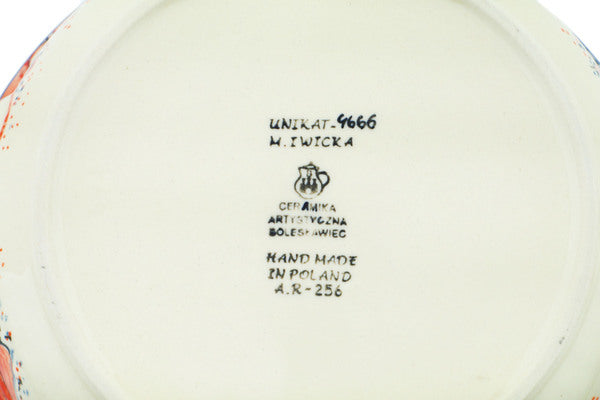 UNIKAT-4666
M. IWICKA
CERAMIKA
ARTYSTYCZNA
BOLESŁAWIEC
HAND MADE
IN POLAND
A.R-256